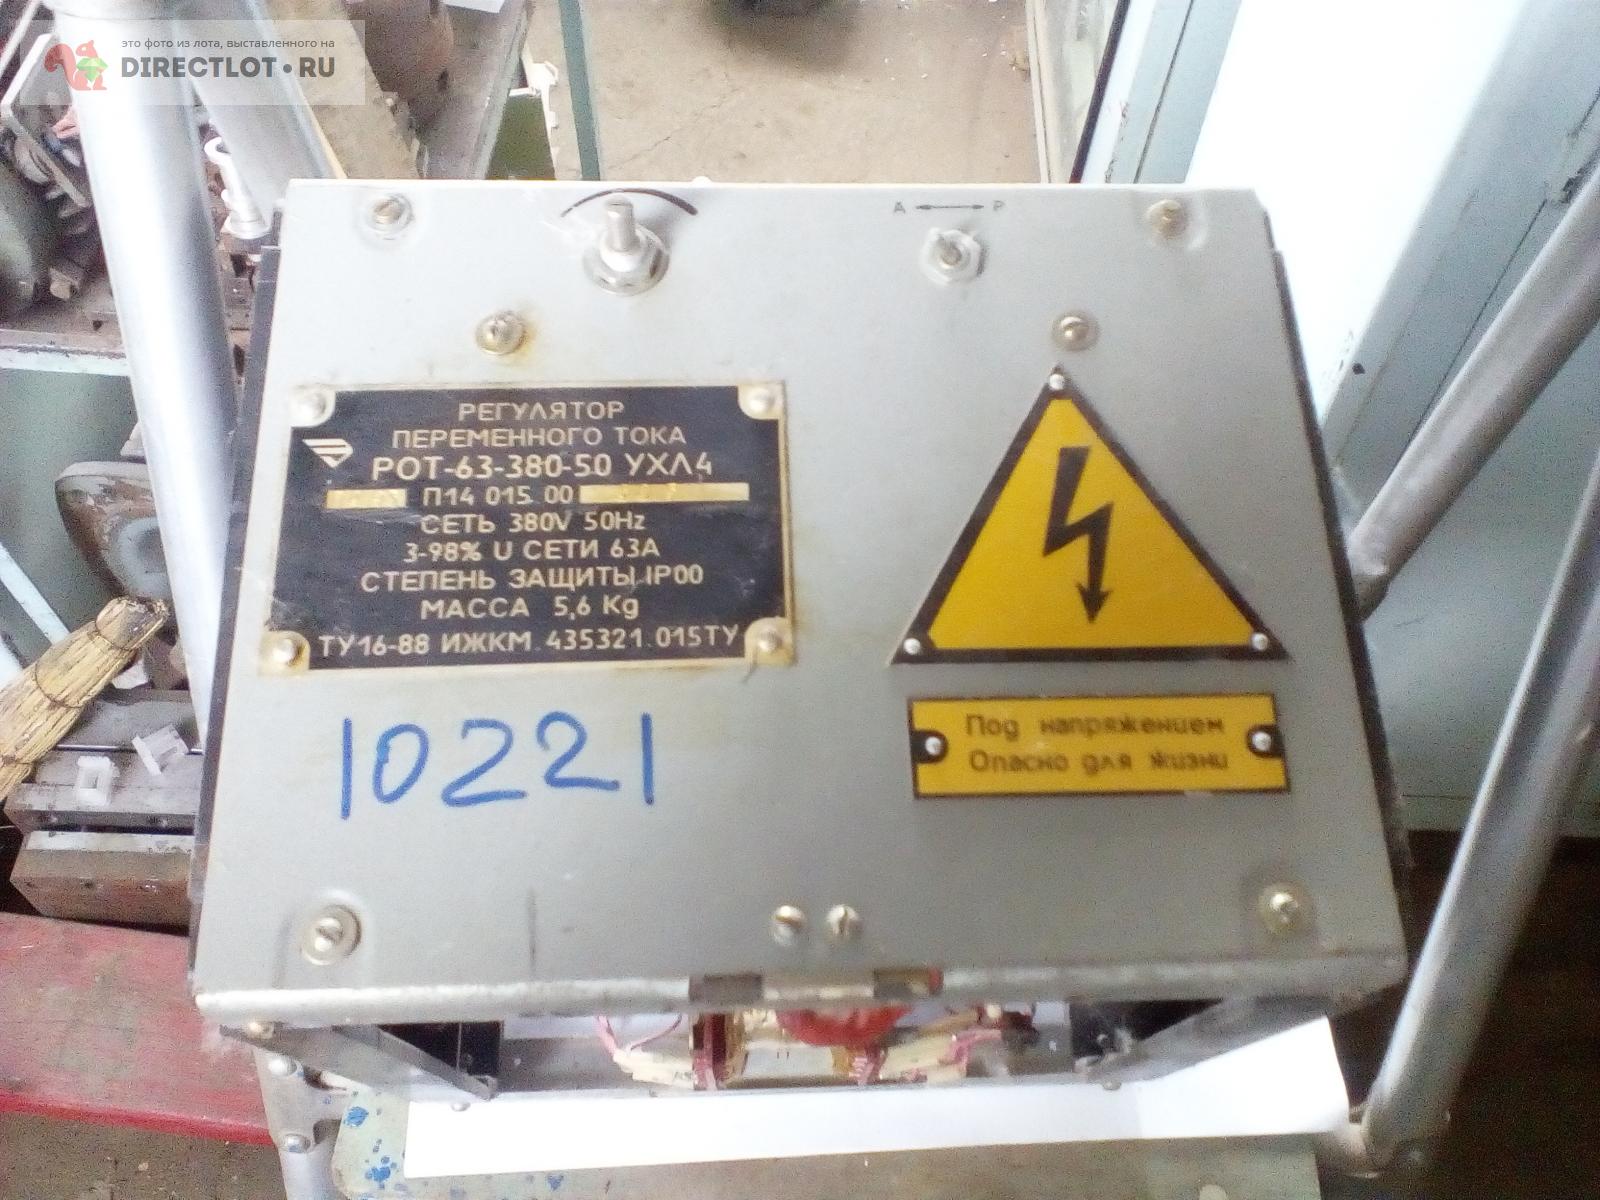 это фото из лота, выставленного на
DIRECTLOT.RU
А Р
РЕГУЛЯТОР
ПЕРЕМЕННОГО ТОКА
РОТ-63-380-50 УХЛ4
П14 015 00
СЕТЬ 380V 50Hz
3-98% U СЕТИ 63А
СТЕПЕНЬ ЗАЩИТЫ IP00
МАССА 5,6 Kg
ТУ16-88 ИЖКМ.435321.015ТУ
Под напряжением
Опасно для жизни
10221